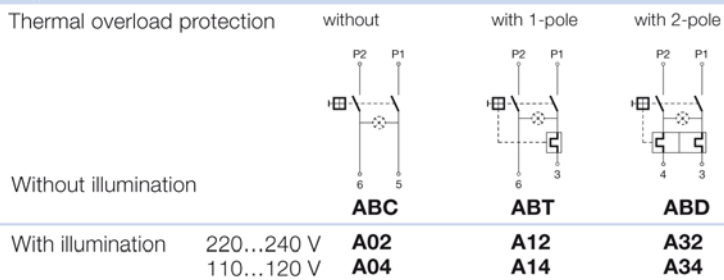 Thermal overload protection without with 1-pole with 2-pole
P2 P1 P2 P1 P2 P1
6 5 6 3 4 3
Without illumination
ABC ABT ABD
With illumination 220...240 V A02 A12 A32
110...120 V A04 A14 A34